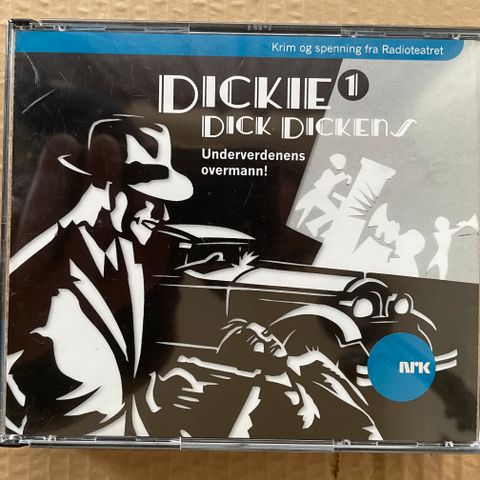 Krim og spenning fra Radioteatret
DICKIE 1
DICK DICKENS
Underverdenens
overmann!
NRK